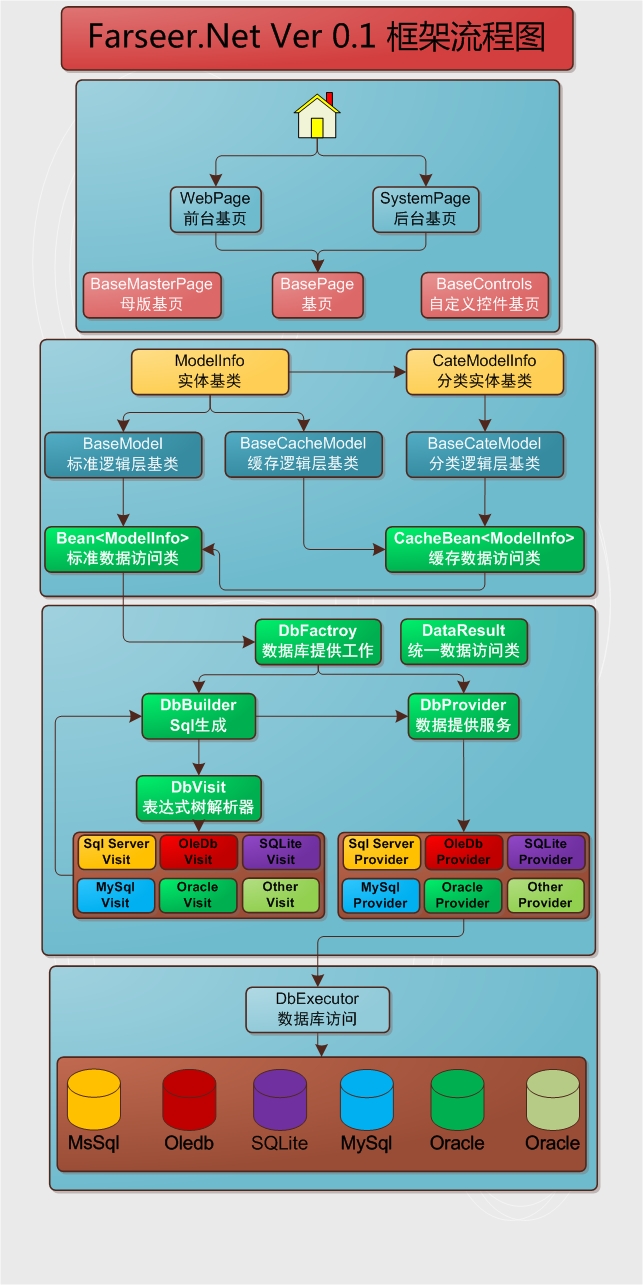 Farseer.Net Ver 0.1 框架流程图
WebPage
前台基页
SystemPage
后台基页
BaseMasterPage
母版基页
BasePage
基页
BaseControls
自定义控件基页
ModelInfo
实体基类
CateModelInfo
分类实体基类
BaseModel
标准逻辑层基类
BaseCacheModel
缓存逻辑层基类
BaseCateModel
分类逻辑层基类
Bean<ModelInfo>
标准数据访问类
CacheBean<ModelInfo>
缓存数据访问类
DbFactroy
数据库提供工作
DataResult
统一数据访问类
DbBuilder
Sql生成
DbProvider
数据提供服务
DbVisit
表达式树解析器
Sql Server
Visit
OleDb
Visit
SQLite
Visit
MySql
Visit
Oracle
Visit
Other
Visit
Sql Server
Provider
OleDb
Provider
SQLite
Provider
MySql
Provider
Oracle
Provider
Other
Provider
DbExecutor
数据库访问
MsSql
Oledb
SQLite
MySql
Oracle
Oracle